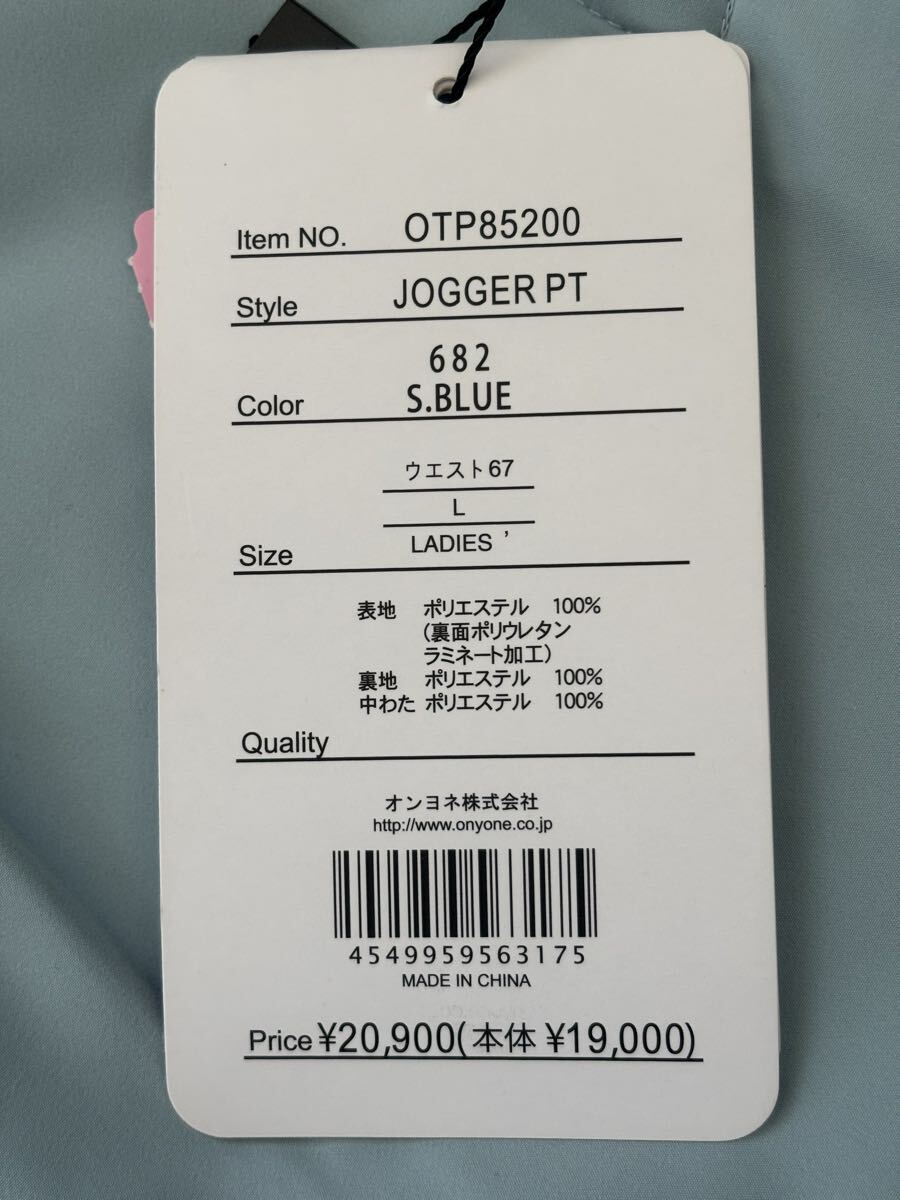 Item NO. OTP85200
Style JOGGER PT
682
Color S.BLUE
ウエスト67
L
LADIES '
Size
表地 ポリエステル 100%
(裏面ポリウレタン
ラミネート加工)
裏地 ポリエステル 100%
中わた ポリエステル 100%
Quality
オンヨネ株式会社
http://www.onyone.co.jp
4549959563175
MADE IN CHINA
Price ¥20,900(本体 ¥19,000)